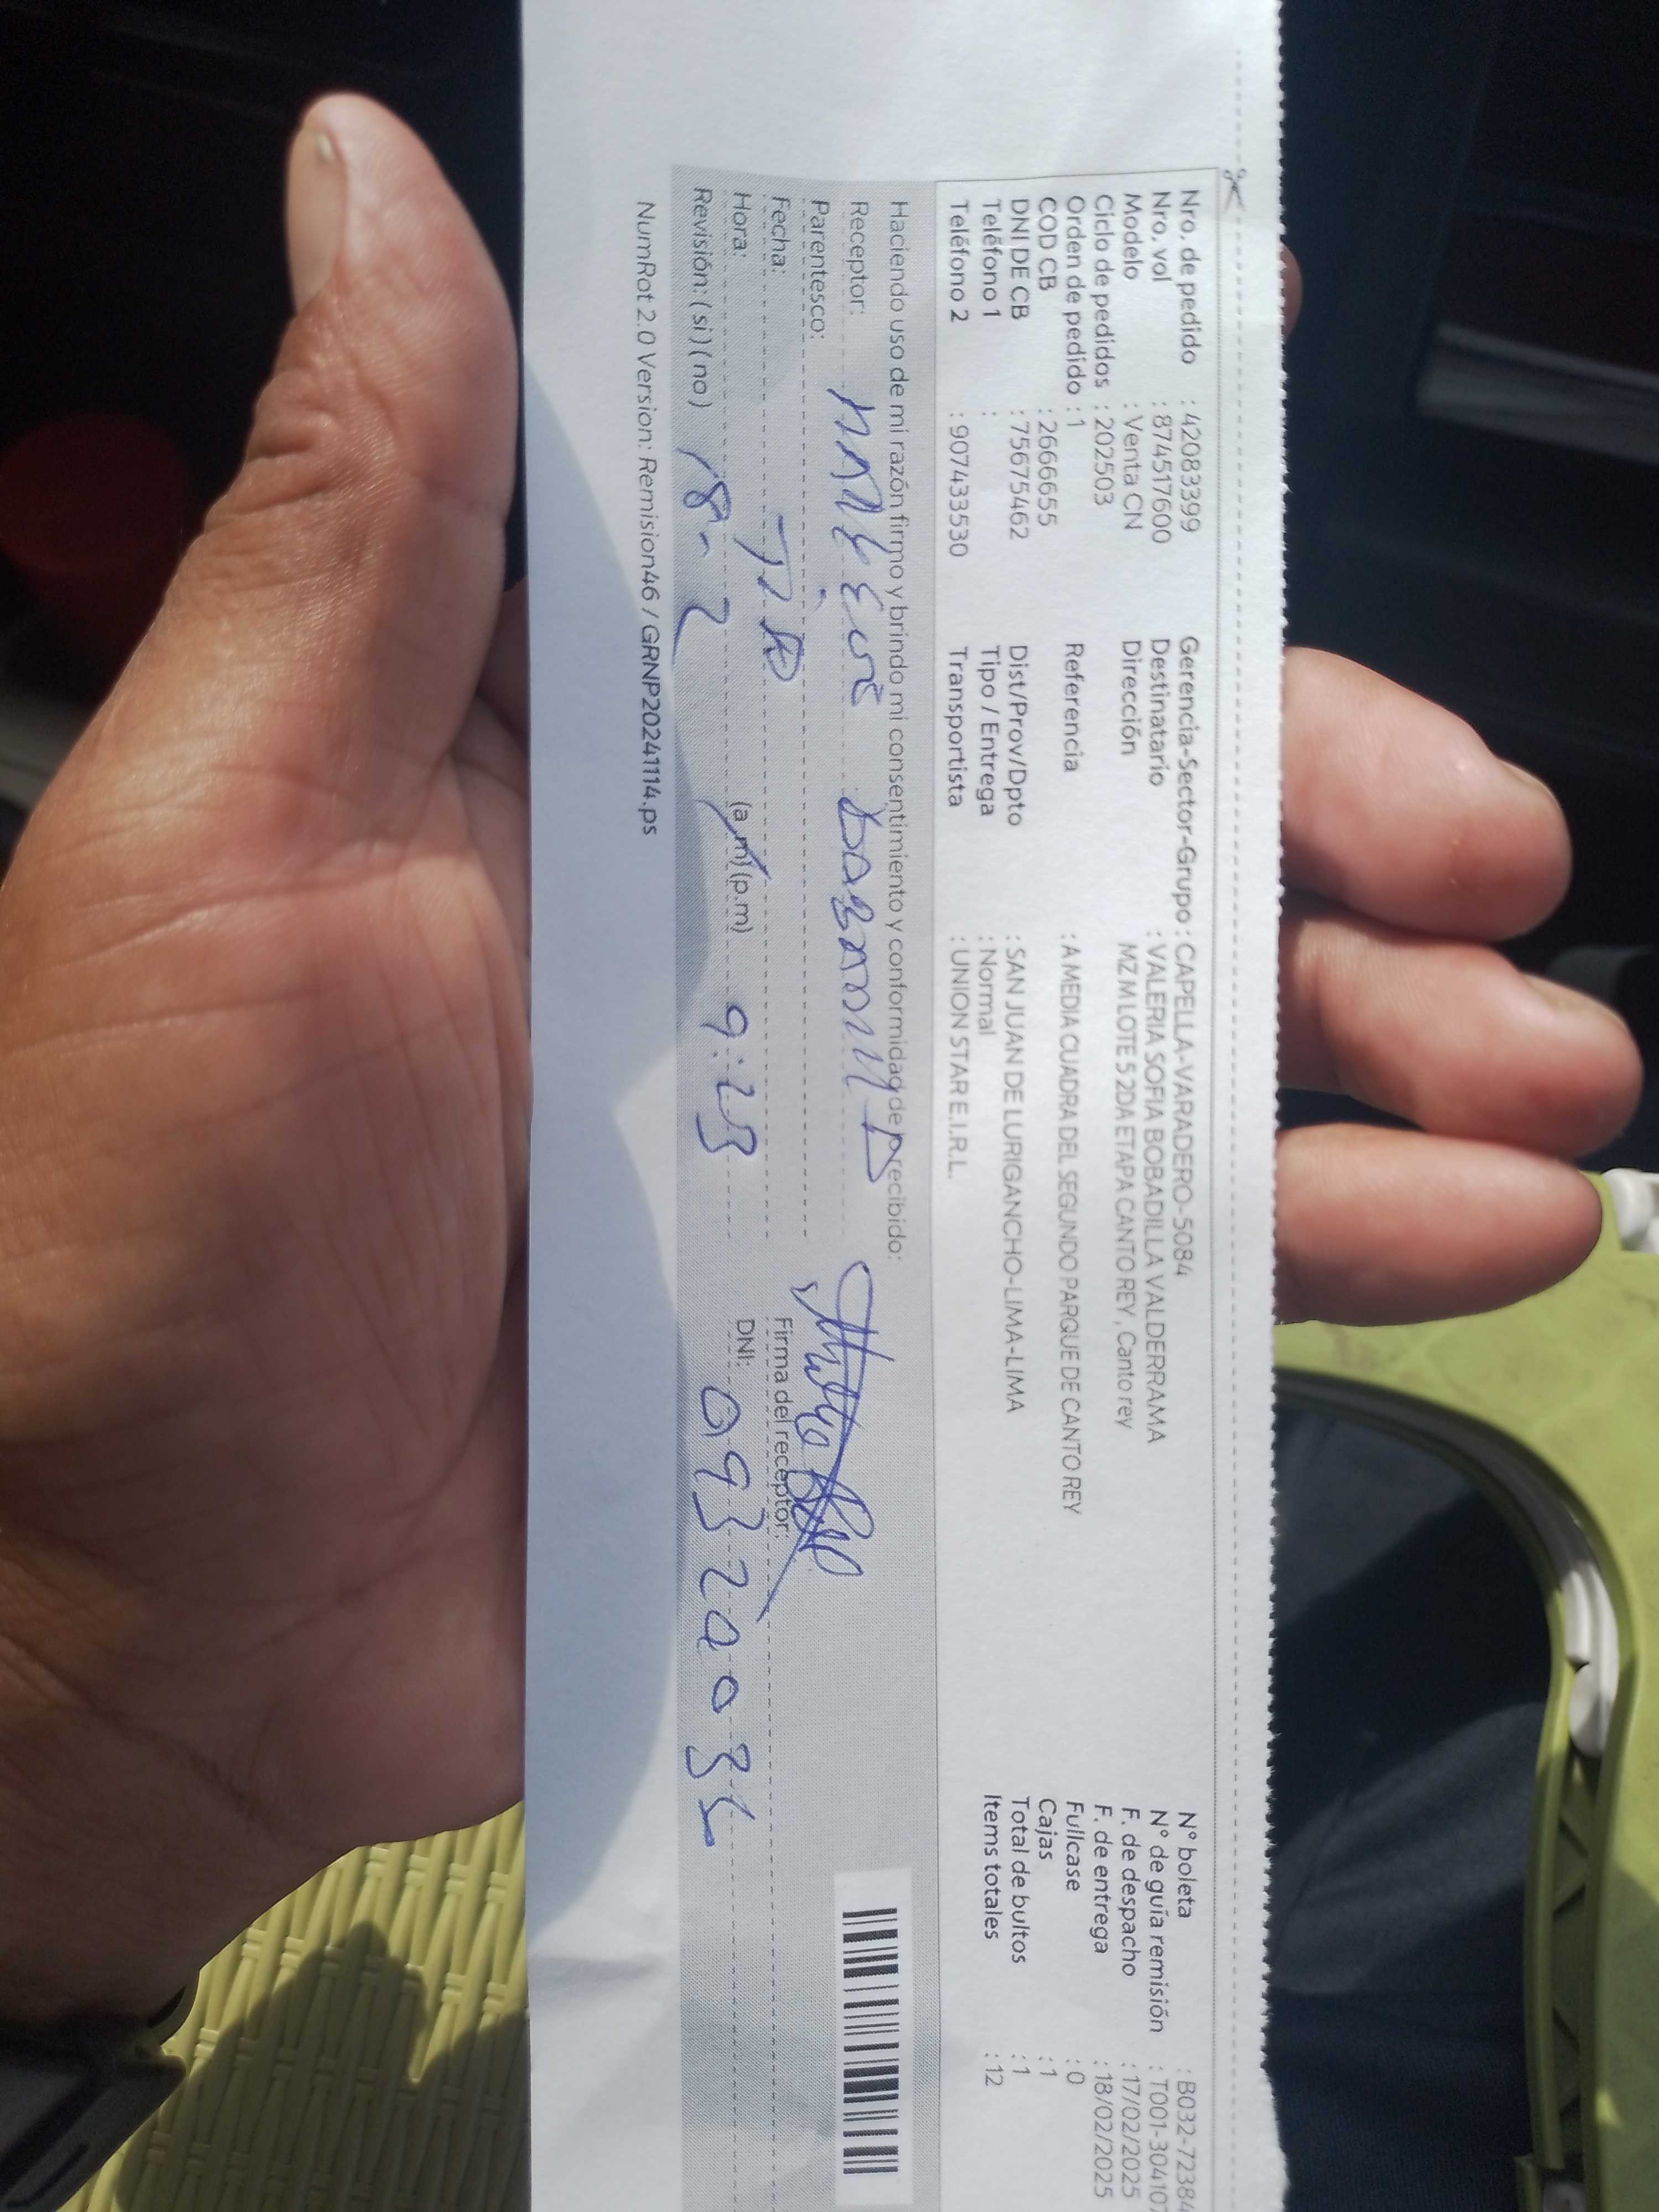 Nro. de pedido : 42083399 Gerencia-Sector-Grupo : CAPELLA-VARADERO-5084 N° boleta : B032-72384
Nro. vol : 874517600 Destinatario : VALERIA SOFIA BOBADILLA VALDERRAMA N° de guía remisión : T001-304107
Modelo : Venta CN Dirección MZ M LOTE 5 2DA ETAPA CANTO REY , Canto rey F. de despacho : 17/02/2025
Ciclo de pedidos : 202503 F. de entrega : 18/02/2025
Orden de pedido : 1 Referencia : A MEDIA CUADRA DEL SEGUNDO PARQUE DE CANTO REY Fullcase : 0
COD CB : 2666655 Cajas : 1
DNI DE CB : 75675462 Dist/Prov/Dpto : SAN JUAN DE LURIGANCHO-LIMA-LIMA Total de bultos : 1
Teléfono 1 : Tipo / Entrega : Normal Items totales : 12
Teléfono 2 : 907433530 Transportista : UNION STAR E.I.R.L.
Haciendo uso de mi razón firmo y brindo mi consentimiento y conformidad de recibido:
Receptor:
Parentesco:
Fecha: Firma del receptor:
Hora: (a.m) (p.m) 9:23 DNI:
Revisión: (si) (no) 18-2
NumRot 2.0 Version: Remision46 / GRNP20241114.ps